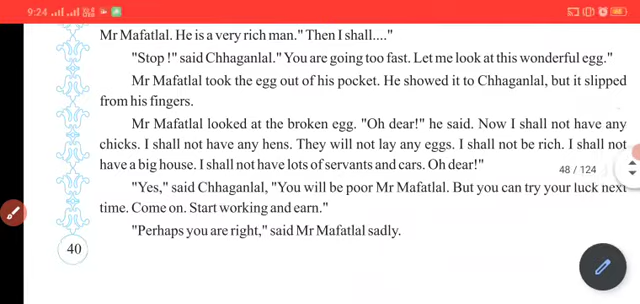 9:24
Mr Mafatlal. He is a very rich man." Then I shall...."
"Stop !" said Chhaganlal." You are going too fast. Let me look at this wonderful egg."
Mr Mafatlal took the egg out of his pocket. He showed it to Chhaganlal, but it slipped
from his fingers.
Mr Mafatlal looked at the broken egg. "Oh dear!" he said. Now I shall not have any
chicks. I shall not have any hens. They will not lay any eggs. I shall not be rich. I shall not
have a big house. I shall not have lots of servants and cars. Oh dear!"
48 / 124
"Yes," said Chhaganlal, "You will be poor Mr Mafatlal. But you can try your luck next
time. Come on. Start working and earn."
"Perhaps you are right," said Mr Mafatlal sadly.
40